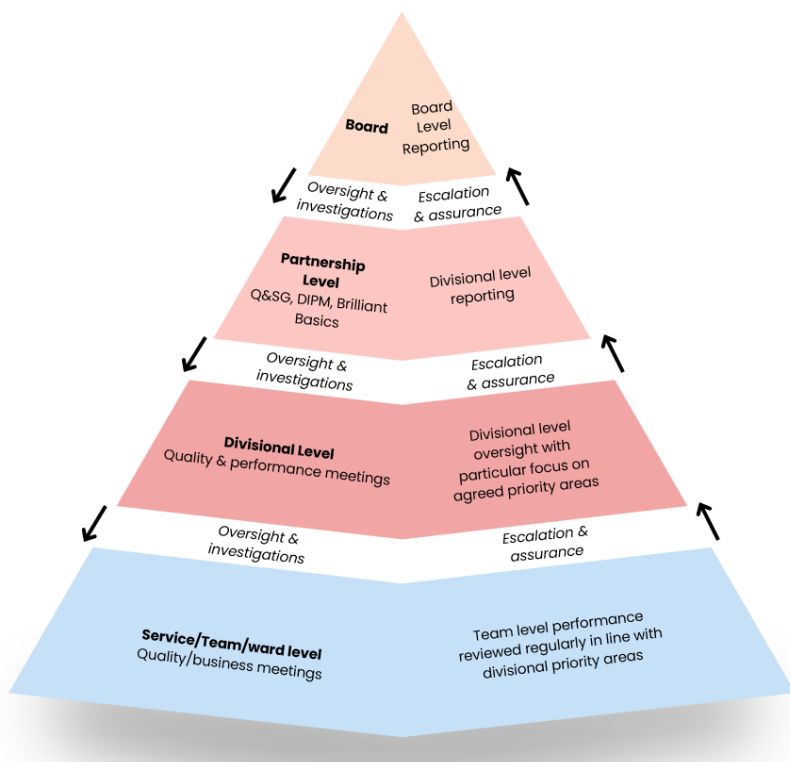 Board
Board
Level
Reporting
Oversight &
investigations
Escalation
& assurance
Partnership
Level
Q&SG, DIPM, Brilliant
Basics
Divisional level
reporting
Oversight &
investigations
Escalation
& assurance
Divisional Level
Quality & performance meetings
Divisional level
oversight with
particular focus on
agreed priority areas
Oversight &
investigations
Escalation &
assurance
Service/Team/ward level
Quality/business meetings
Team level performance
reviewed regularly in line with
divisional priority areas